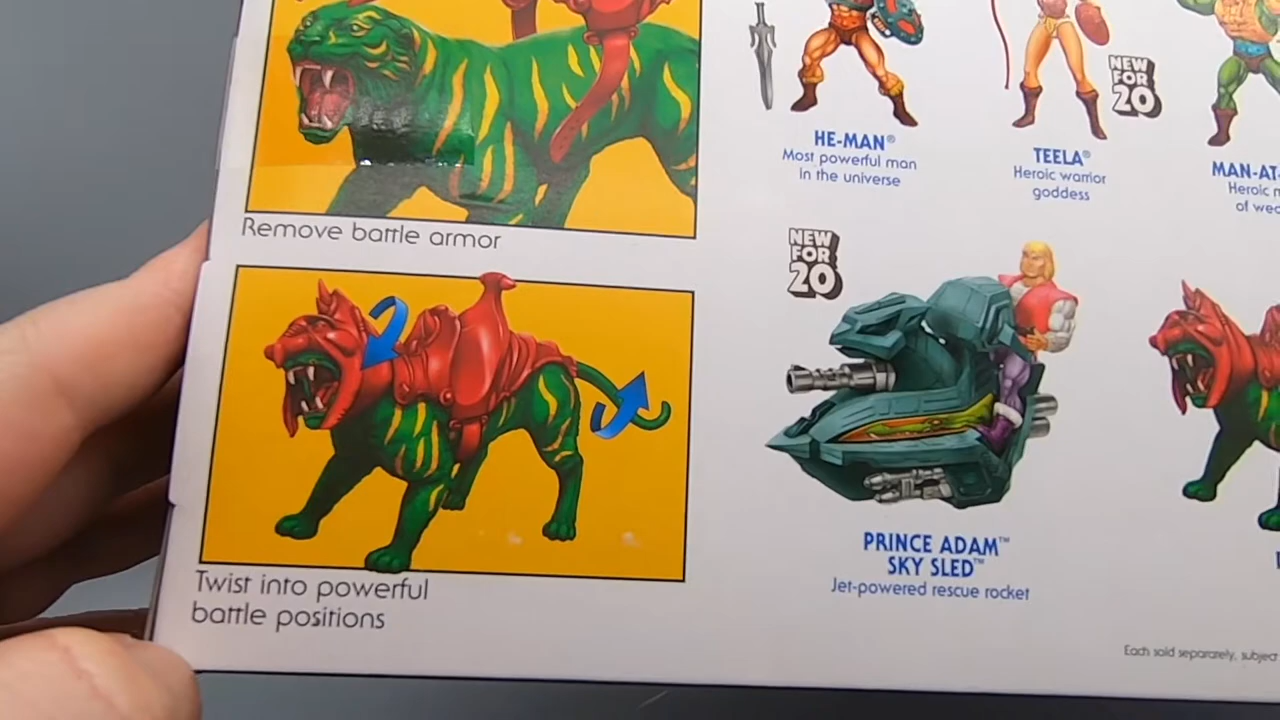 Remove battle armor
Twist into powerful
battle positions
HE-MAN®
Most powerful man
in the universe
NEW
FOR
20
TEELA®
Heroic warrior
goddess
MAN-AT-
Heroic
of
NEW
FOR
20
PRINCE ADAM™
SKY SLED™
Jet-powered rescue rocket
Each sold separately, subject